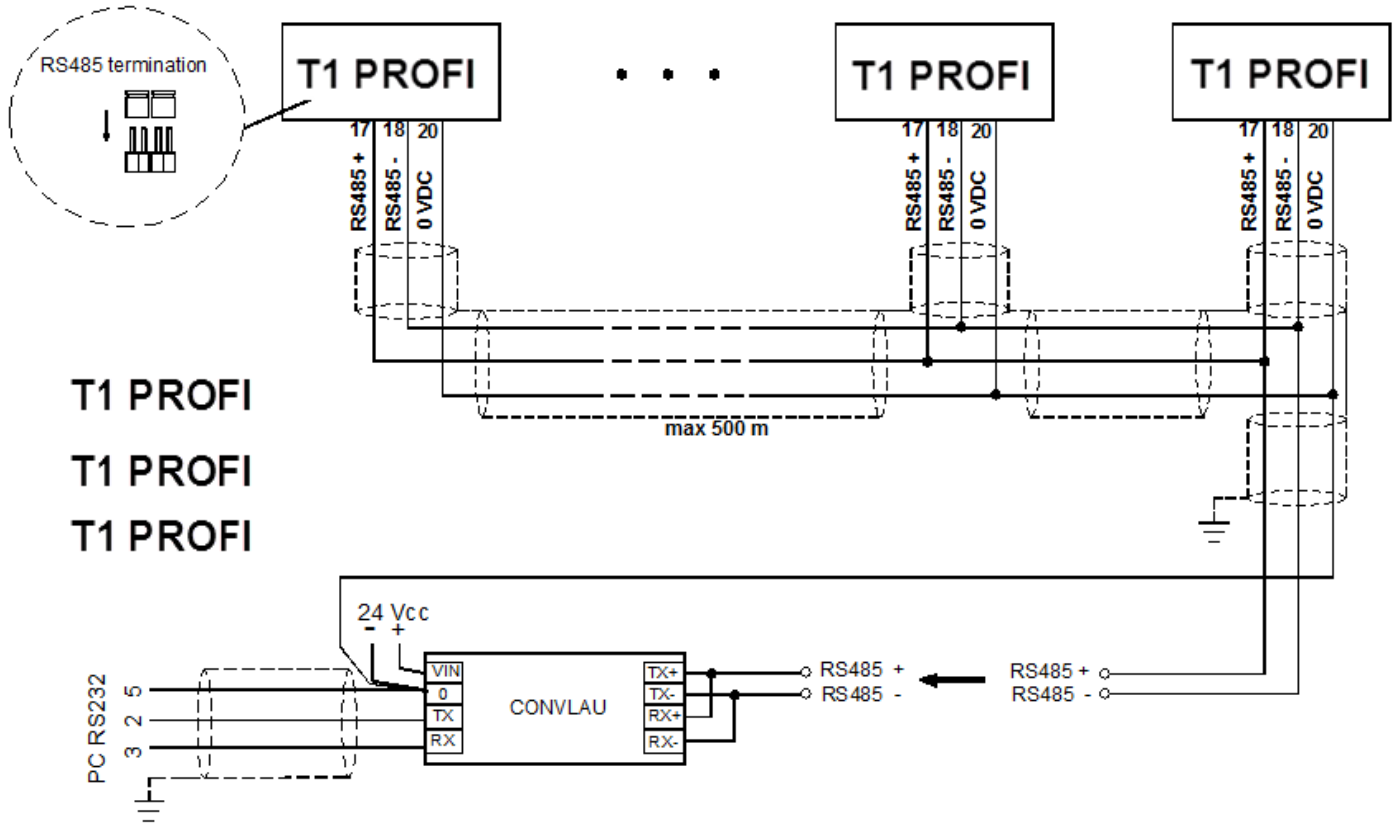 RS485 termination
T1 PROFI
T1 PROFI
T1 PROFI
17 18 20
17 18 20
17 18 20
RS485 +
RS485 -
0 VDC
RS485 +
RS485 -
0 VDC
RS485 +
RS485 -
0 VDC
max 500 m
T1 PROFI
T1 PROFI
T1 PROFI
24 Vcc
- +
PC RS232
5
2
3
VIN
0
TX
RX
CONVLAU
TX+
TX-
RX+
RX-
RS485 +
RS485 -
RS485 +
RS485 -